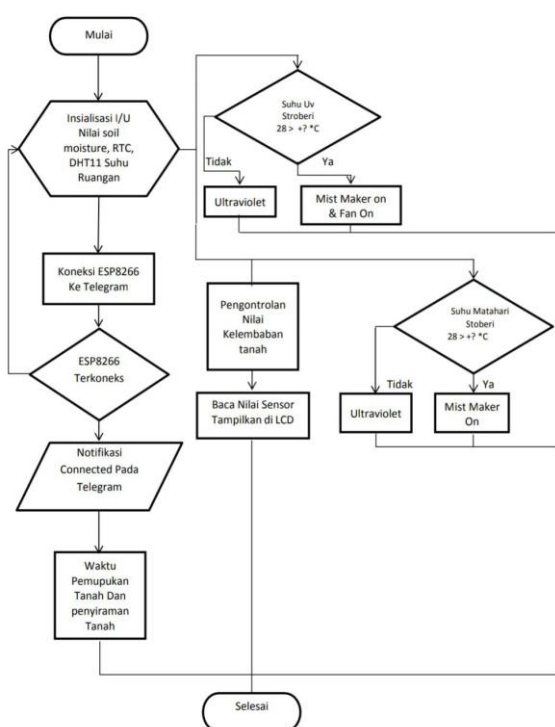 Mulai
Insialisasi I/U
Nilai soil
moisture, RTC,
DHT11 Suhu
Ruangan
Koneksi ESP8266
Ke Telegram
ESP8266
Terkoneks
Notifikasi
Connected Pada
Telegram
Waktu
Pemupukan
Tanah Dan
penyiraman
Tanah
Suhu Uv
Stroberi
28 > +? *C
Tidak
Ya
Ultraviolet
Mist Maker on
& Fan On
Pengontrolan
Nilai
Kelembaban
tanah
Baca Nilai Sensor
Tampilkan di LCD
Suhu Matahari
Stoberi
28 > +? *C
Tidak
Ya
Ultraviolet
Mist Maker
On
Selesai